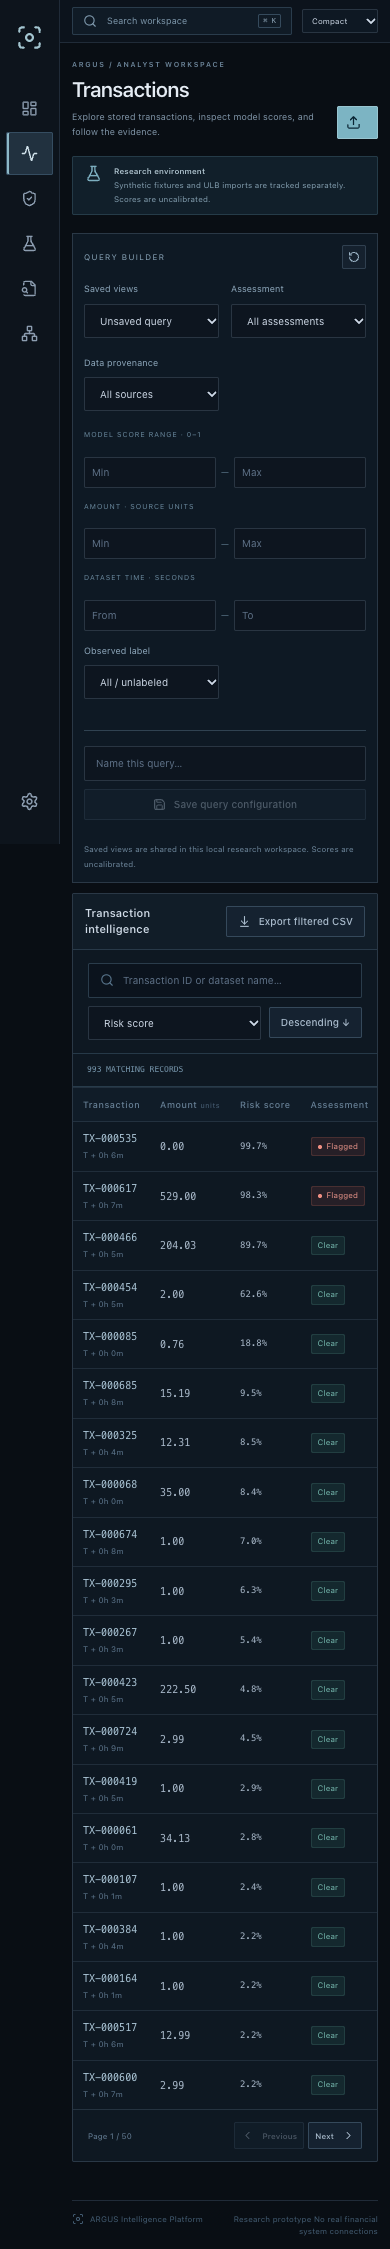 Search workspace
⌘ K
Compact
ARGUS / ANALYST WORKSPACE
Transactions
Explore stored transactions, inspect model scores, and
follow the evidence.
Research environment
Synthetic fixtures and ULB imports are tracked separately.
Scores are uncalibrated.
QUERY BUILDER
Saved views Assessment
Unsaved query All assessments
Data provenance
All sources
MODEL SCORE RANGE · 0–1
Min — Max
AMOUNT · SOURCE UNITS
Min — Max
DATASET TIME · SECONDS
From — To
Observed label
All / unlabeled
Name this query...
Save query configuration
Saved views are shared in this local research workspace. Scores are
uncalibrated.
Transaction
intelligence
Export filtered CSV
Transaction ID or dataset name...
Risk score Descending ↓
993 MATCHING RECORDS
Transaction Amount units Risk score Assessment
TX-000535 0.00 99.7% Flagged
T + 0h 6m
TX-000617 529.00 98.3% Flagged
T + 0h 7m
TX-000466 204.03 89.7% Clear
T + 0h 5m
TX-000454 2.00 62.6% Clear
T + 0h 5m
TX-000085 0.76 18.8% Clear
T + 0h 0m
TX-000685 15.19 9.5% Clear
T + 0h 8m
TX-000325 12.31 8.5% Clear
T + 0h 4m
TX-000068 35.00 8.4% Clear
T + 0h 0m
TX-000674 1.00 7.0% Clear
T + 0h 8m
TX-000295 1.00 6.3% Clear
T + 0h 3m
TX-000267 1.00 5.4% Clear
T + 0h 3m
TX-000423 222.50 4.8% Clear
T + 0h 5m
TX-000724 2.99 4.5% Clear
T + 0h 9m
TX-000419 1.00 2.9% Clear
T + 0h 5m
TX-000061 34.13 2.8% Clear
T + 0h 0m
TX-000107 1.00 2.4% Clear
T + 0h 1m
TX-000384 1.00 2.2% Clear
T + 0h 4m
TX-000164 1.00 2.2% Clear
T + 0h 1m
TX-000517 12.99 2.2% Clear
T + 0h 6m
TX-000600 2.99 2.2% Clear
T + 0h 7m
Page 1 / 50 Previous Next
ARGUS Intelligence Platform
Research prototype No real financial
system connections